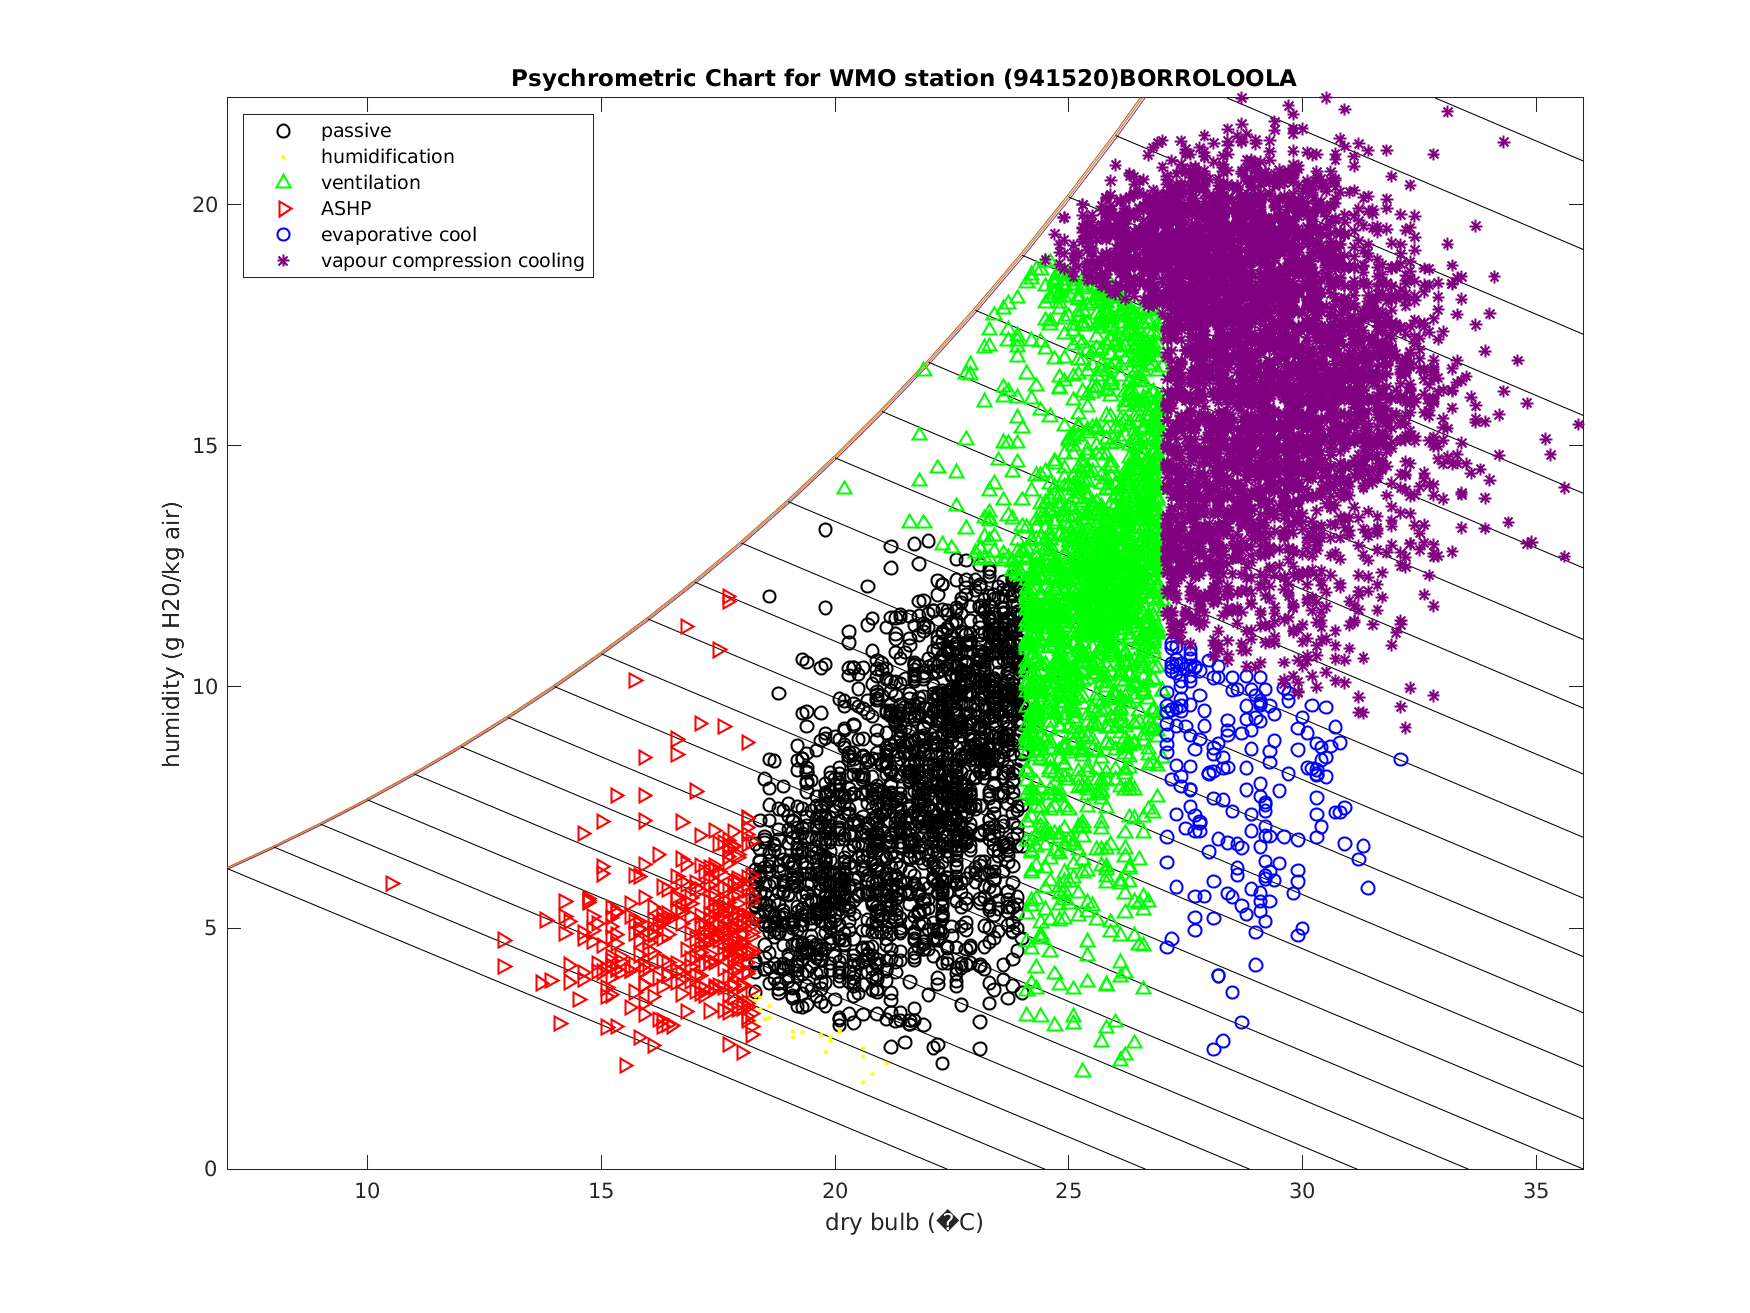 Psychrometric Chart for WMO station (941520)BORROLOOLA
passive
humidification
ventilation
ASHP
evaporative cool
vapour compression cooling
humidity (g H20/kg air)
20
15
10
5
0
10 15 20 25 30 35
dry bulb (�C)